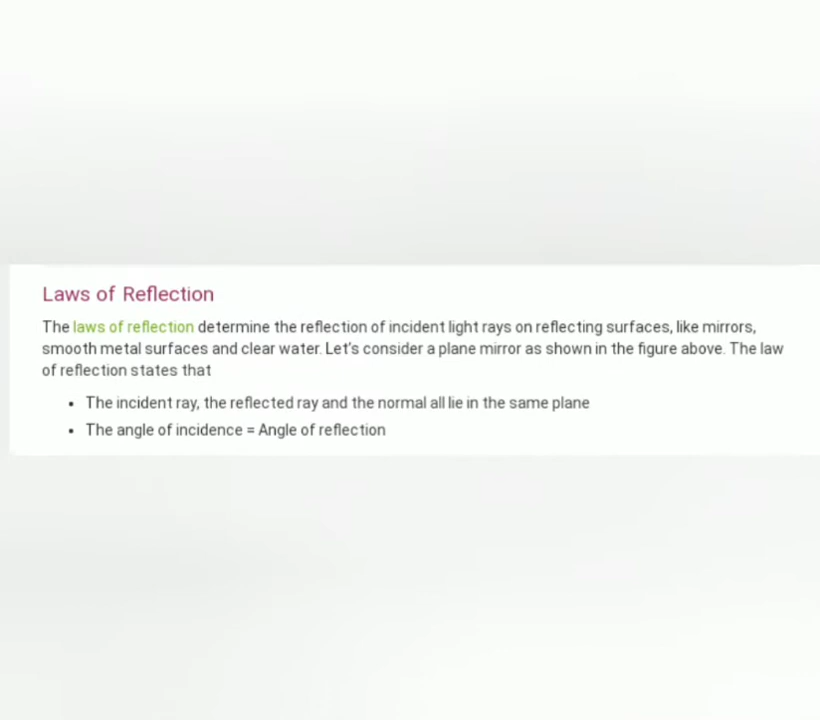 Laws of Reflection
The laws of reflection determine the reflection of incident light rays on reflecting surfaces, like mirrors,
smooth metal surfaces and clear water. Let's consider a plane mirror as shown in the figure above. The law
of reflection states that
• The incident ray, the reflected ray and the normal all lie in the same plane
• The angle of incidence = Angle of reflection